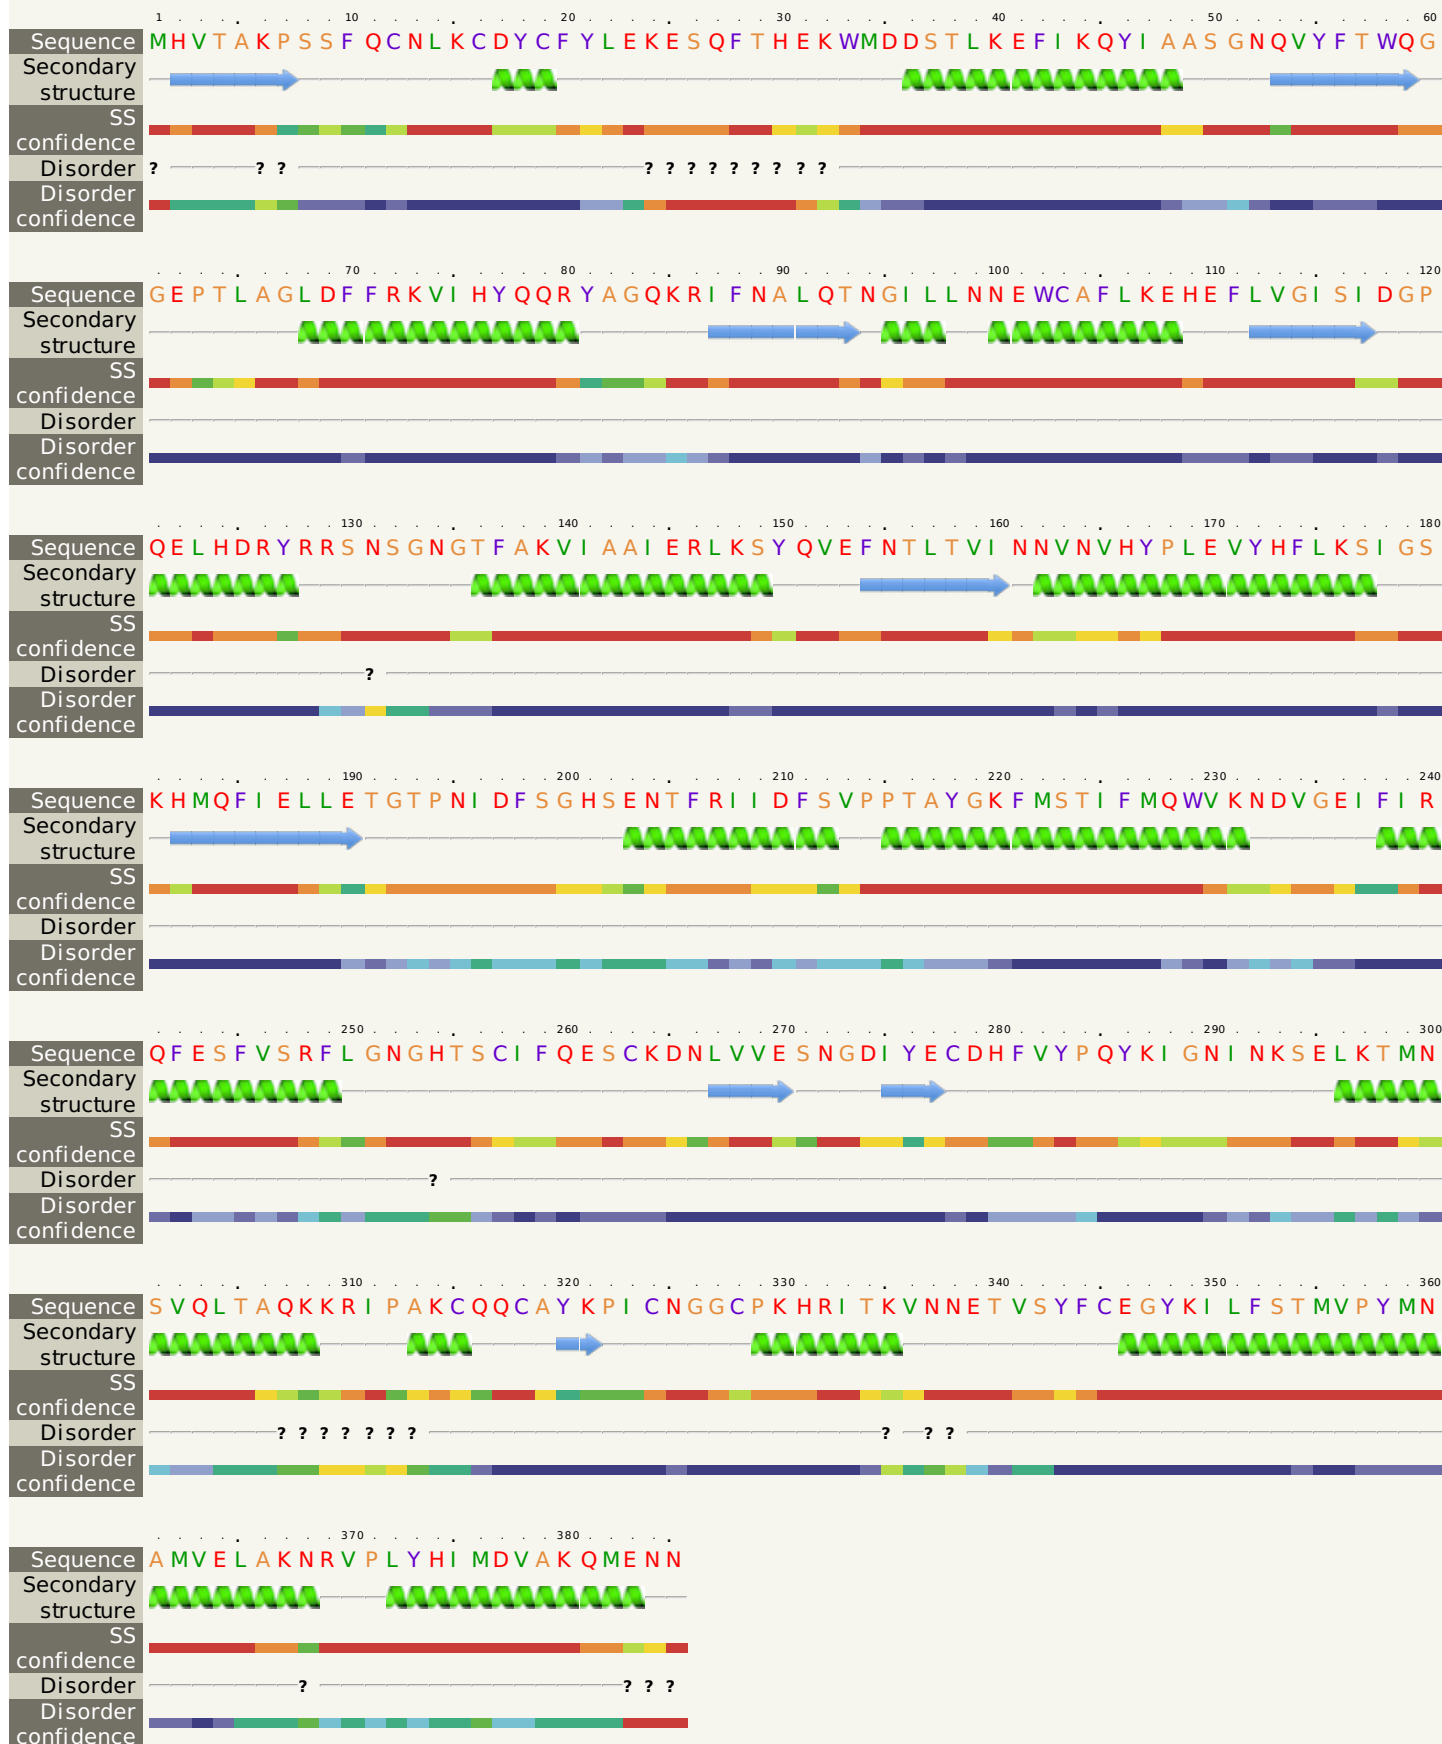 1 10 20 30 40 50 60
Sequence MHVTAKPSSFQCNLKCDYCFYLEKESQFTHEKWMDDSTLKEFIKQYIAASGNQVYFTWQG
Secondary
structure
SS
confidence
Disorder ? ? ? ? ? ? ? ? ? ? ? ?
Disorder
confidence
70 80 90 100 110 120
Sequence GEPTLAGLDFFRKVIHYQQRYAGQKRIFNALQTNGILLNNEWCAFLKEHEFLVGISIDGP
Secondary
structure
SS
confidence
Disorder
Disorder
confidence
130 140 150 160 170 180
Sequence QELHDRYRRSNSGNGTFAKVIAAIERLKSYQVEFNTLTVINNVNVHYPLEVYHFLKSIGS
Secondary
structure
SS
confidence
Disorder ?
Disorder
confidence
190 200 210 220 230 240
Sequence KHMQFIELLETGTPNIDFSGHSENTFRIIDFSVPPTAYGKFMSTIFMQWVKNDVGEIFIR
Secondary
structure
SS
confidence
Disorder
Disorder
confidence
250 260 270 280 290 300
Sequence QFESFVSRFLGNGHTSCIFQESCKDNLVVESNGDIYECDHFVYPQYKIGNINKSELKTMN
Secondary
structure
SS
confidence
Disorder ?
Disorder
confidence
310 320 330 340 350 360
Sequence SVQLTAQKKRIPAKCQQCAYKPICNGGCPKHRITKVNNETVSYFCEGYKILFSTMVPYMN
Secondary
structure
SS
confidence
Disorder ? ? ? ? ? ? ? ? ? ?
Disorder
confidence
370 380
Sequence AMVELAKNRVPLYHIMDVAKQMENN
Secondary
structure
SS
confidence
Disorder ? ? ? ?
Disorder
confidence